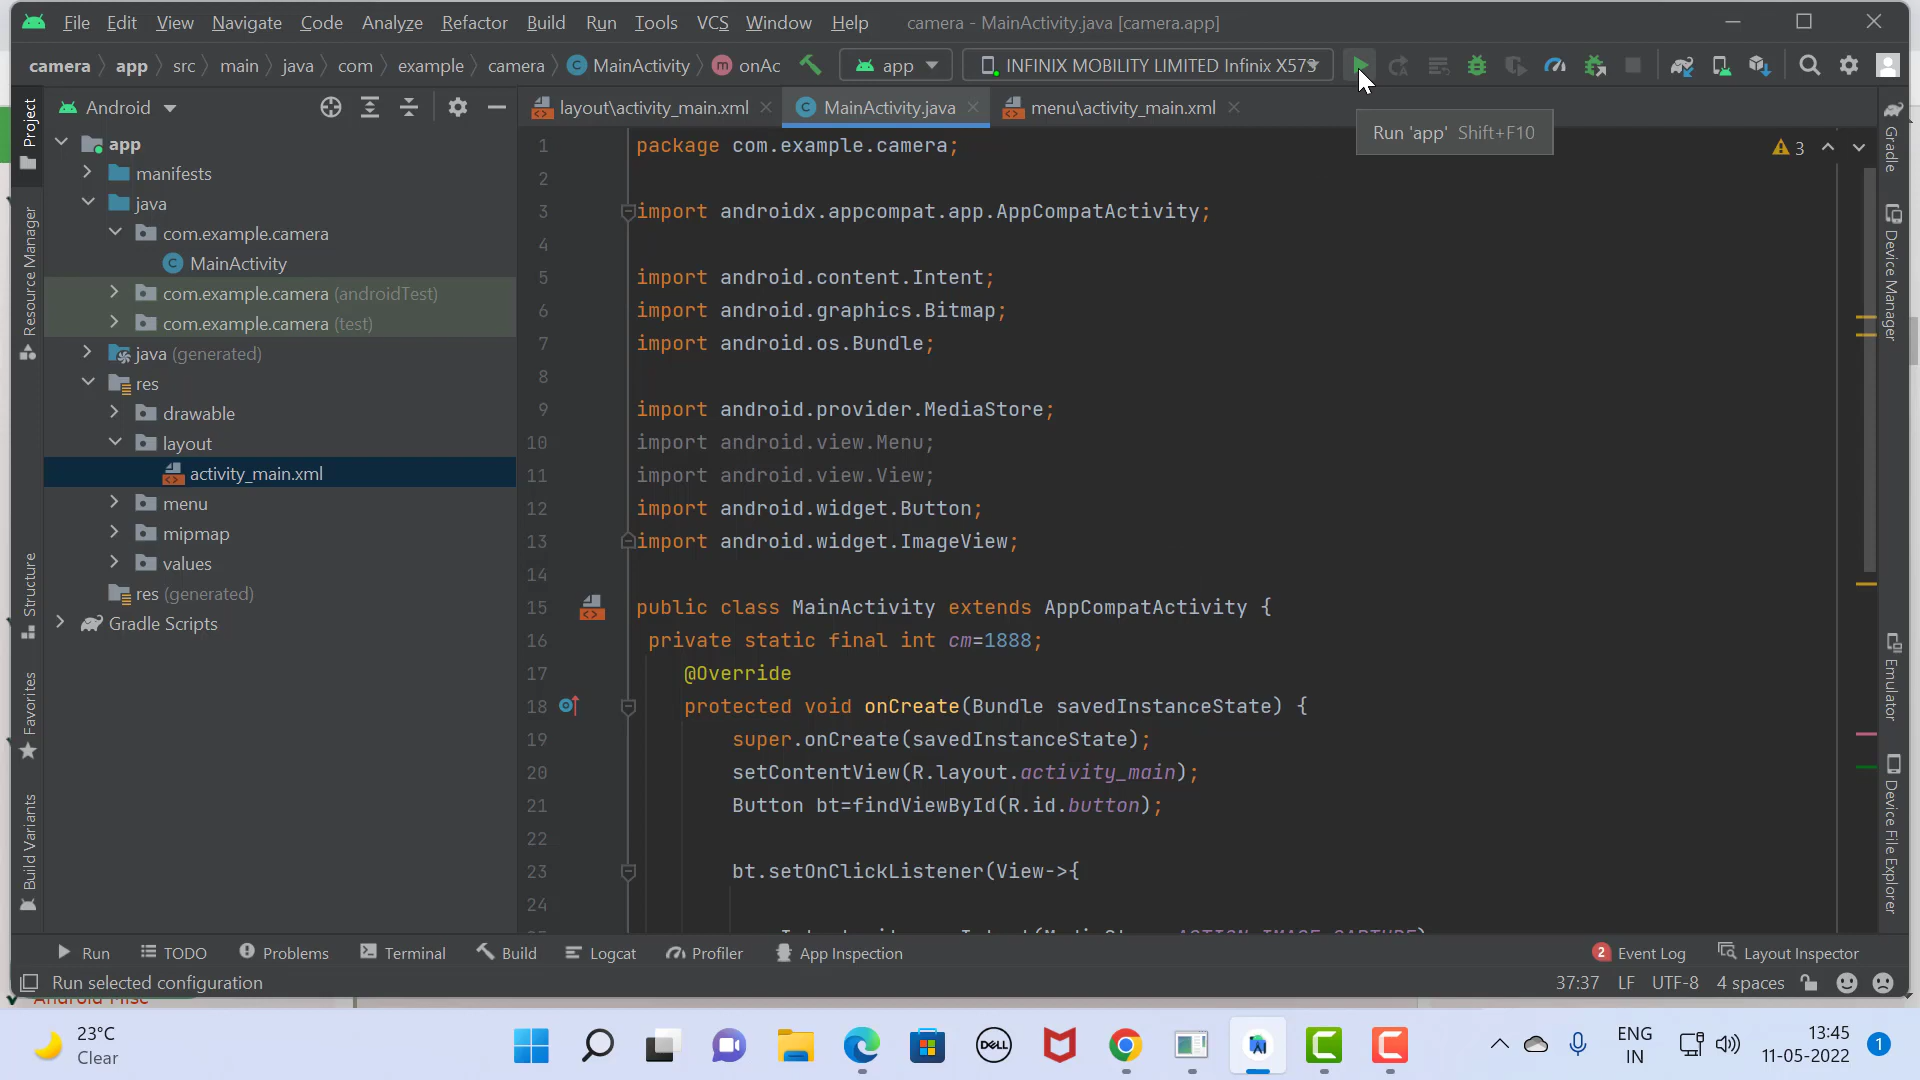 File Edit View Navigate Code Analyze Refactor Build Run Tools VCS Window Help camera - MainActivity.java [camera.app]
camera app src main java com example camera MainActivity onAc app INFINIX MOBILITY LIMITED Infinix X573
Project
Android
layout\activity_main.xml MainActivity.java menu\activity_main.xml
Run 'app' Shift+F10
3
app
manifests
java
com.example.camera
MainActivity
com.example.camera (androidTest)
com.example.camera (test)
java (generated)
res
drawable
layout
activity_main.xml
menu
mipmap
values
res (generated)
Gradle Scripts
Resource Manager
Structure
Favorites
Build Variants
1 package com.example.camera;
2
3 import androidx.appcompat.app.AppCompatActivity;
4
5 import android.content.Intent;
6 import android.graphics.Bitmap;
7 import android.os.Bundle;
8
9 import android.provider.MediaStore;
10 import android.view.Menu;
11 import android.view.View;
12 import android.widget.Button;
13 import android.widget.ImageView;
14
15 public class MainActivity extends AppCompatActivity {
16 private static final int cm=1888;
17 @Override
18 protected void onCreate(Bundle savedInstanceState) {
19 super.onCreate(savedInstanceState);
20 setContentView(R.layout.activity_main);
21 Button bt=findViewById(R.id.button);
22
23 bt.setOnClickListener(View->{
24
Gradle
Device Manager
Emulator
Device File Explorer
Run TODO Problems Terminal Build Logcat Profiler App Inspection 2 Event Log Layout Inspector
Run selected configuration 37:37 LF UTF-8 4 spaces
Android Misc
23°C
Clear
DELL
ENG
IN
13:45
11-05-2022
1